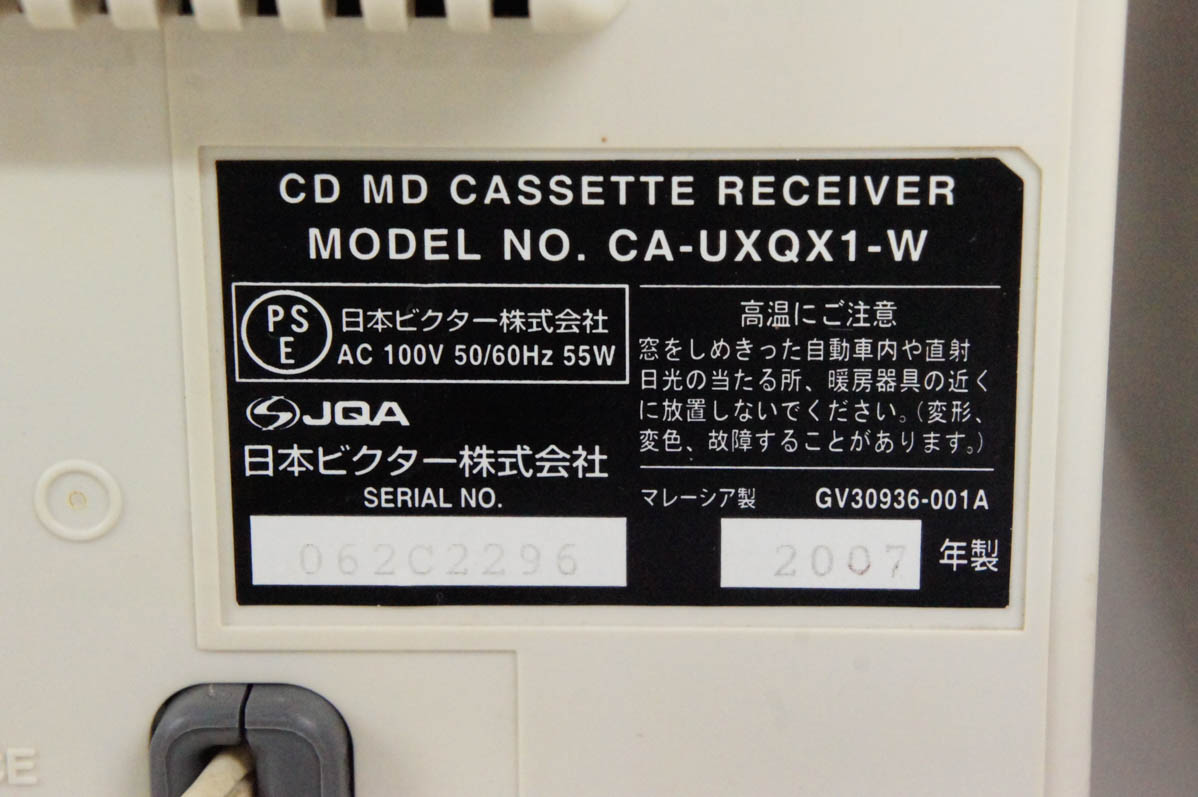 CD MD CASSETTE RECEIVER
MODEL NO. CA-UXQX1-W
PS
E
日本ビクター株式会社
AC 100V 50/60Hz 55W
JQA
日本ビクター株式会社
SERIAL NO.
062C2296
高温にご注意
窓をしめきった自動車内や直射
日光の当たる所、暖房器具の近く
に放置しないでください。（変形、
変色、故障することがあります。）
マレーシア製 GV30936-001A
2007 年製